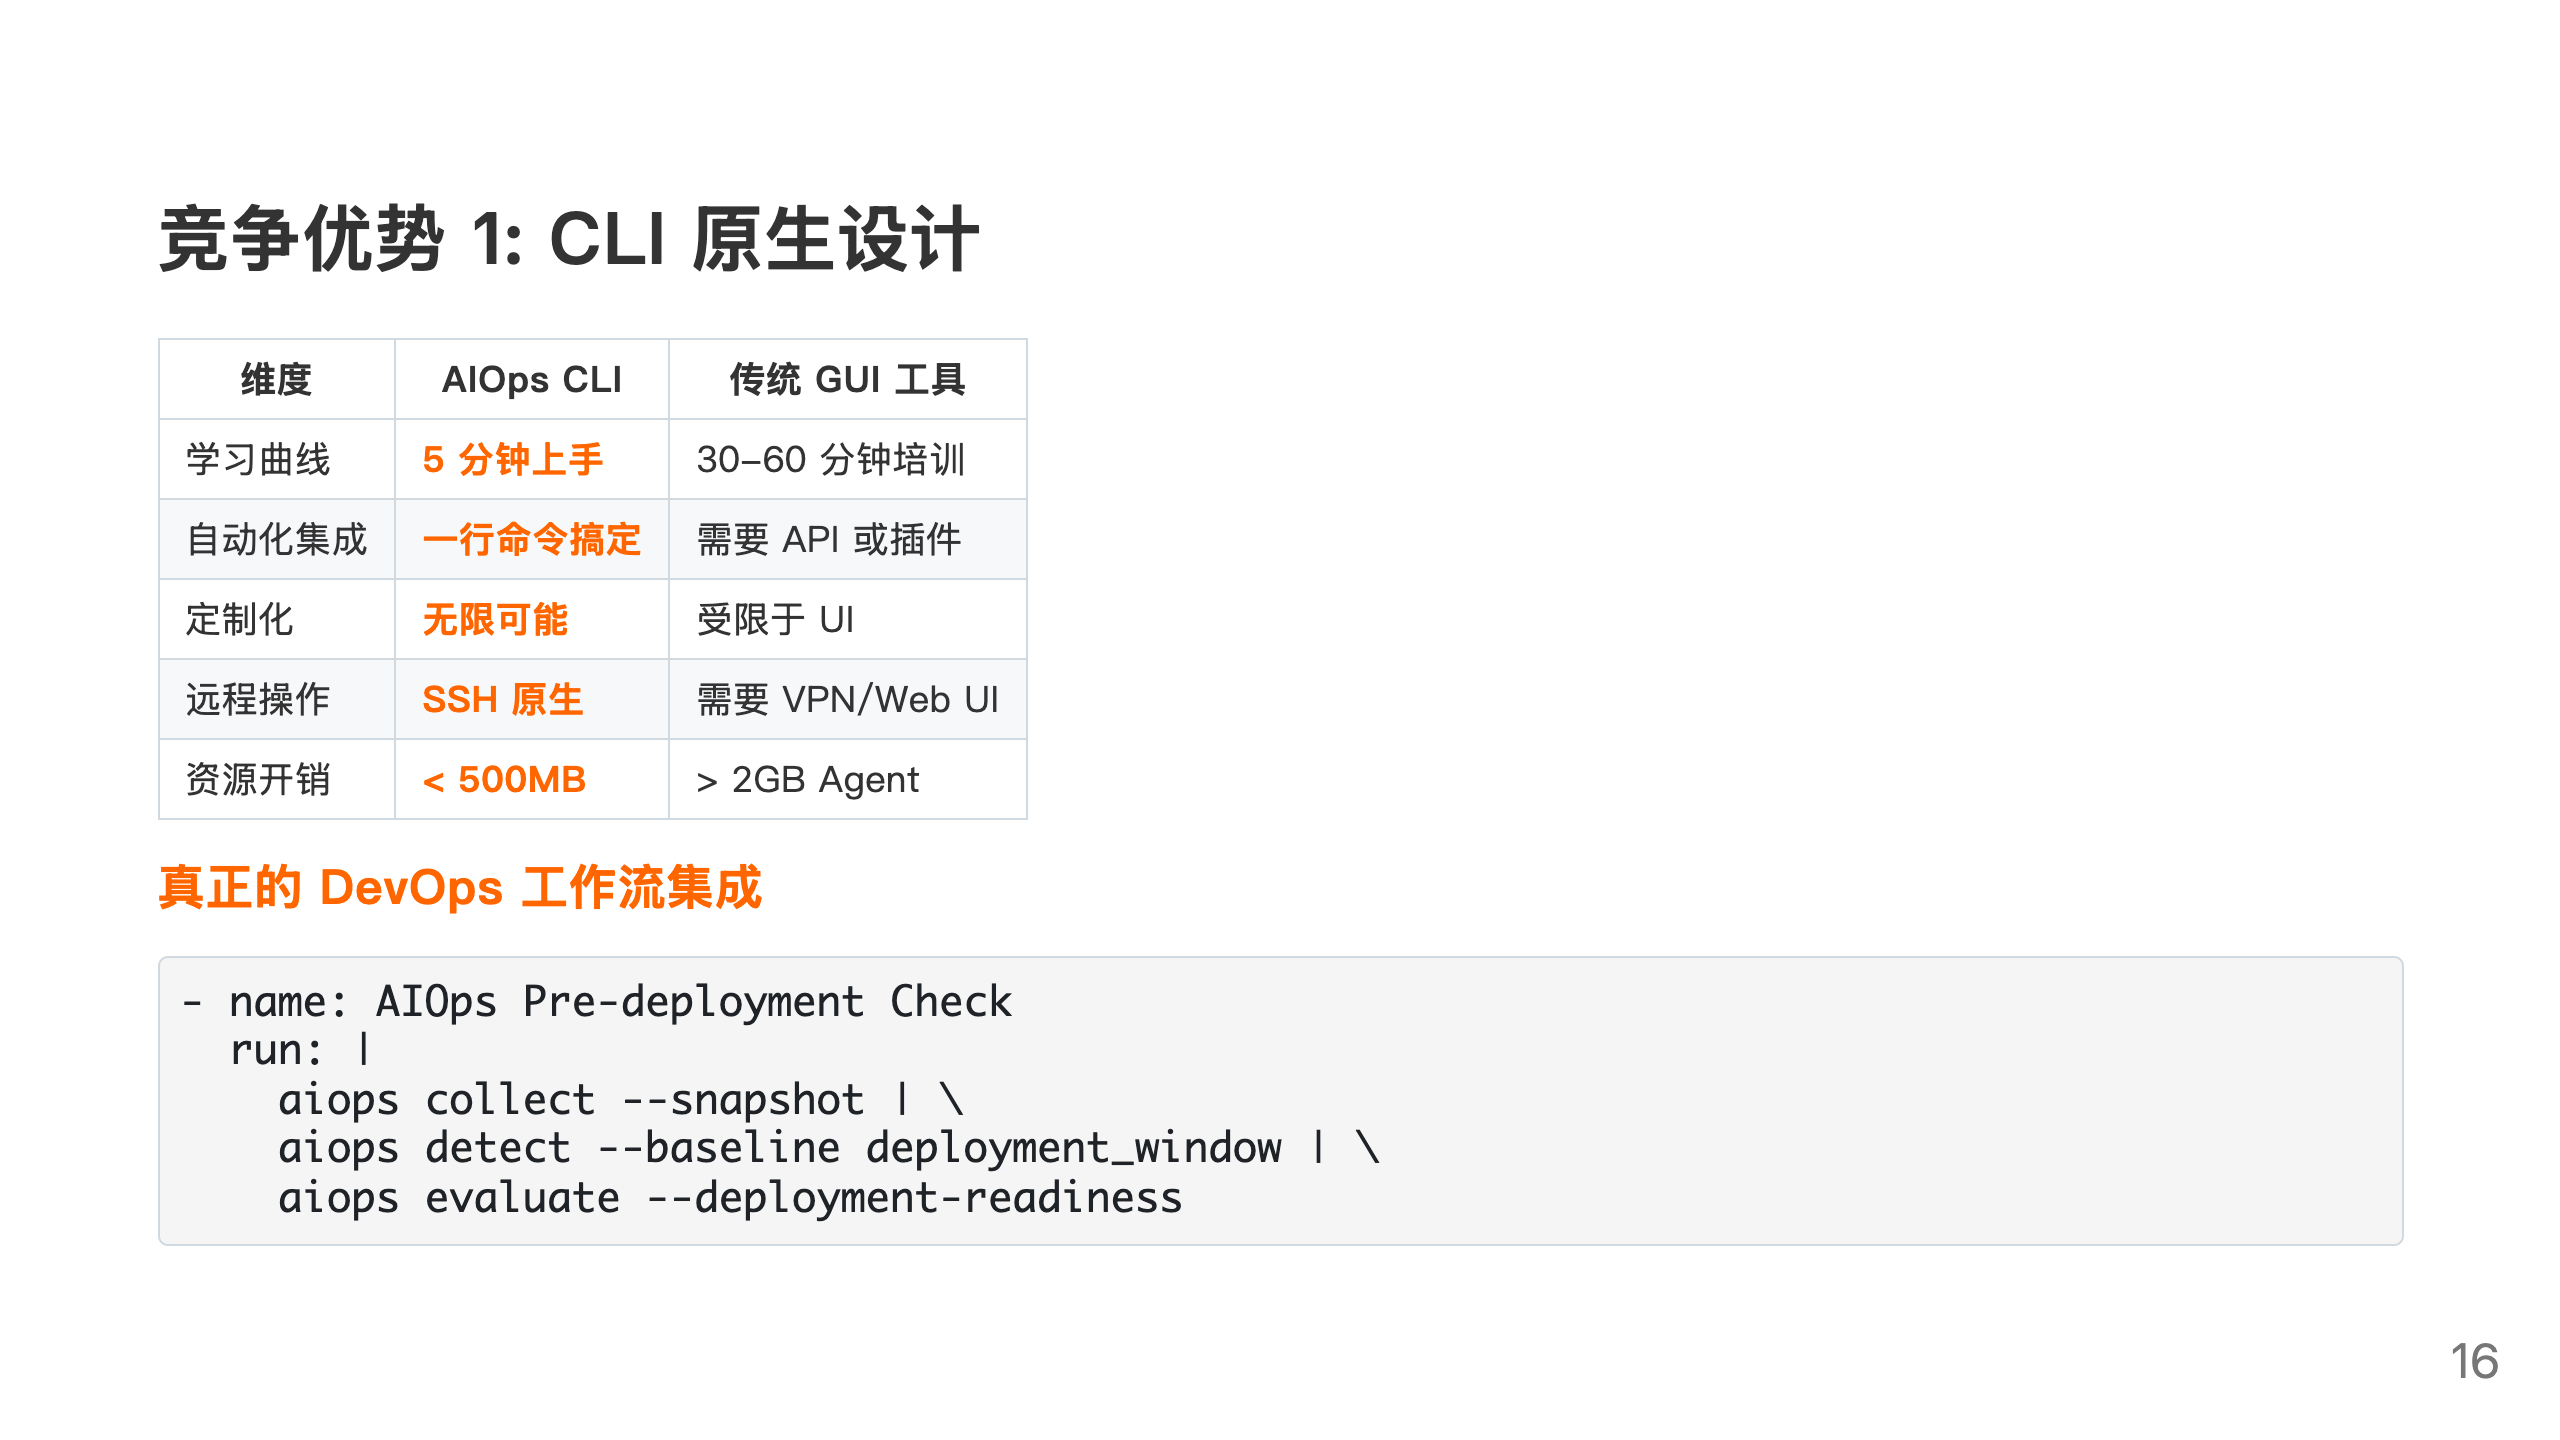 竞争优势 1: CLI 原生设计
维度 AIOps CLI 传统 GUI 工具
学习曲线 5 分钟上手 30–60 分钟培训
自动化集成 一行命令搞定 需要 API 或插件
定制化 无限可能 受限于 UI
远程操作 SSH 原生 需要 VPN/Web UI
资源开销 < 500MB > 2GB Agent
真正的 DevOps 工作流集成
- name: AIOps Pre-deployment Check
  run: |
    aiops collect --snapshot | \
    aiops detect --baseline deployment_window | \
    aiops evaluate --deployment-readiness
16